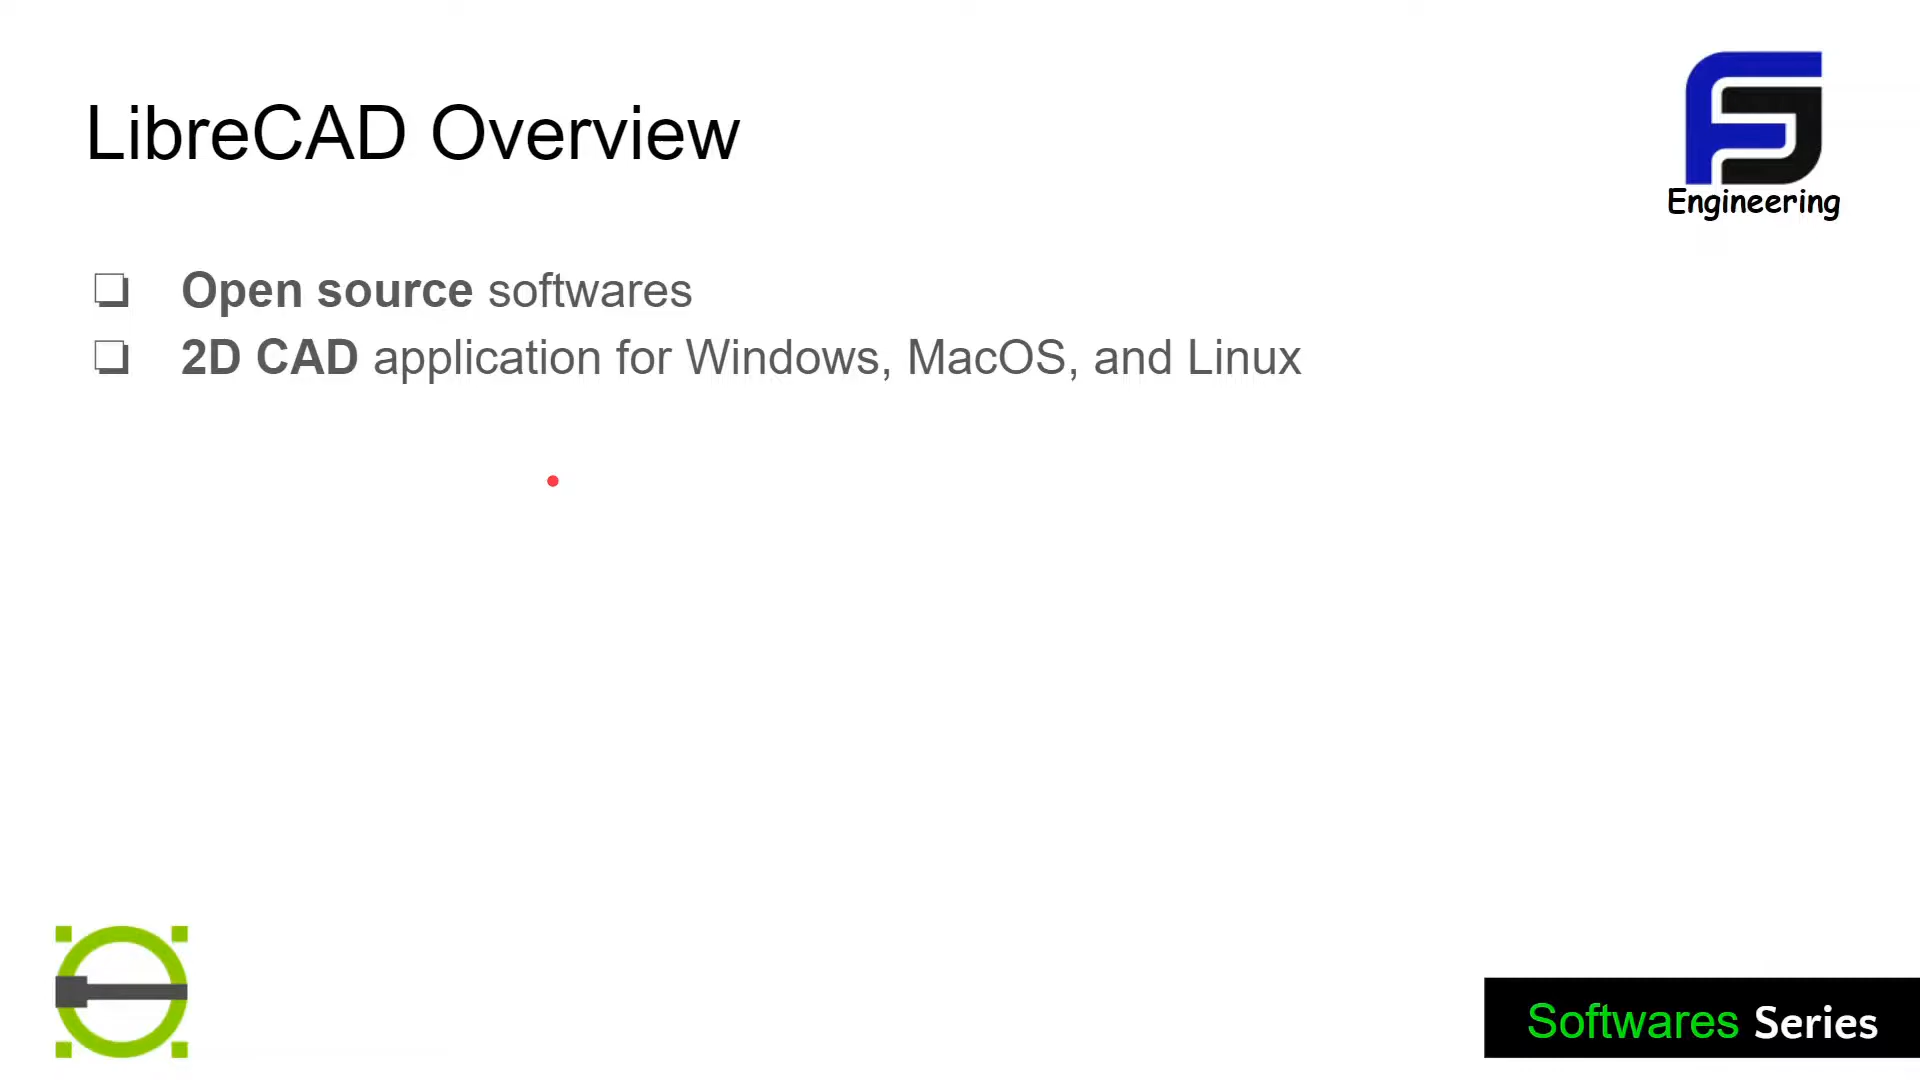 LibreCAD Overview
Engineering
❏ Open source softwares
❏ 2D CAD application for Windows, MacOS, and Linux
Softwares Series